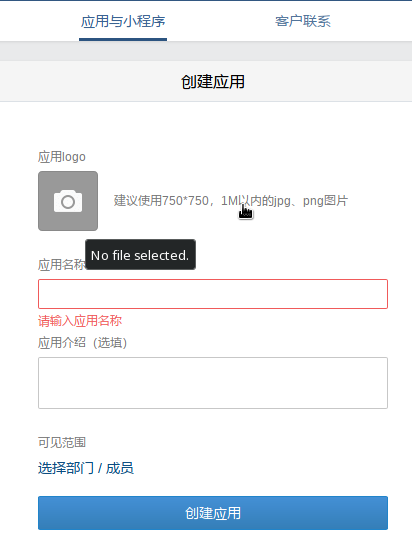 应用与小程序 客户联系
创建应用
应用logo
建议使用750*750，1M以内的jpg、png图片
No file selected.
应用名称
请输入应用名称
应用介绍（选填）
可见范围
选择部门 / 成员
创建应用